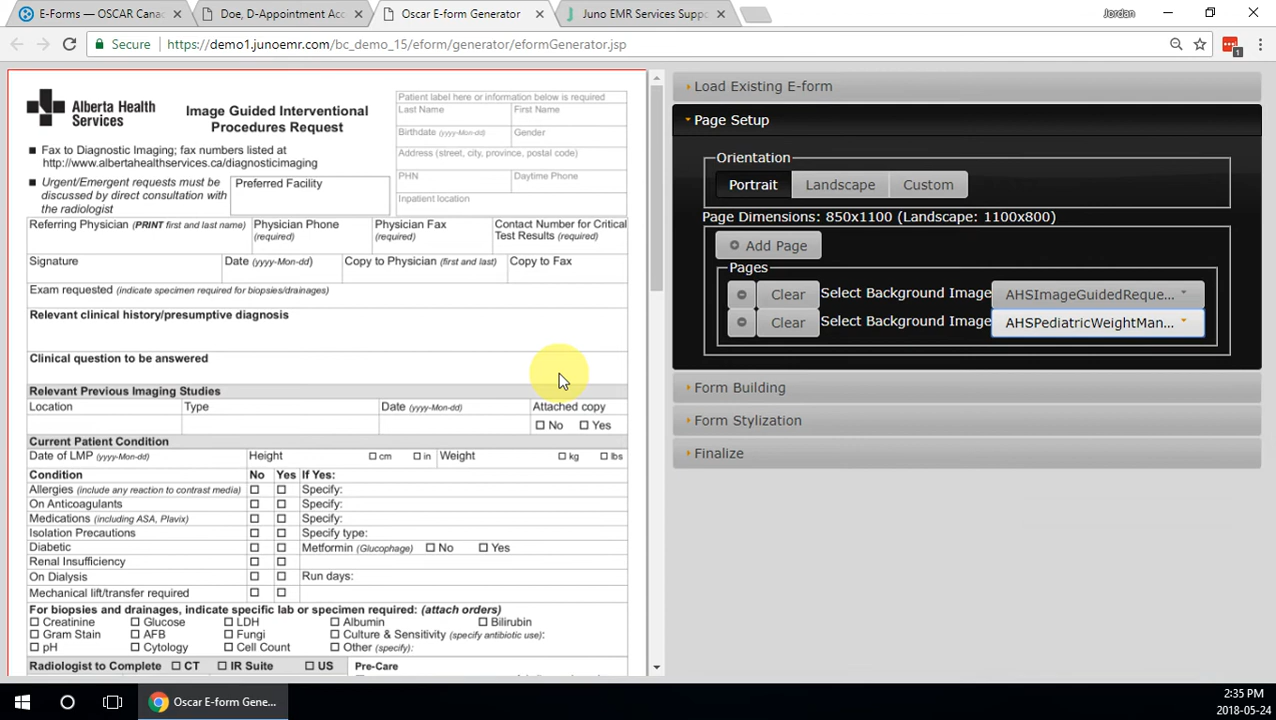 E-Forms — OSCAR Cana
Doe, D-Appointment Acc
Oscar E-form Generator
Juno EMR Services Supp
Jordan
Secure
https://demo1.junoemr.com/bc_demo_15/eform/generator/eformGenerator.jsp
1
Alberta Health
Services
Image Guided Interventional
Procedures Request
Patient label here or information below is required
Last Name First Name
Birthdate (yyyy-Mon-dd) Gender
Address (street, city, province, postal code)
PHN Daytime Phone
Inpatient location
Fax to Diagnostic Imaging; fax numbers listed at
http://www.albertahealthservices.ca/diagnosticimaging
Urgent/Emergent requests must be
discussed by direct consultation with
the radiologist
Preferred Facility
Referring Physician (PRINT first and last name)
Physician Phone
(required)
Physician Fax
(required)
Contact Number for Critical
Test Results (required)
Signature Date (yyyy-Mon-dd) Copy to Physician (first and last) Copy to Fax
Exam requested (indicate specimen required for biopsies/drainages)
Relevant clinical history/presumptive diagnosis
Clinical question to be answered
Relevant Previous Imaging Studies
Location Type Date (yyyy-Mon-dd) Attached copy
No Yes
Current Patient Condition
Date of LMP (yyyy-Mon-dd) Height cm in Weight kg lbs
Condition No Yes If Yes:
Allergies (include any reaction to contrast media) Specify:
On Anticoagulants Specify:
Medications (including ASA, Plavix) Specify:
Isolation Precautions Specify type:
Diabetic Metformin (Glucophage) No Yes
Renal Insufficiency
On Dialysis Run days:
Mechanical lift/transfer required
For biopsies and drainages, indicate specific lab or specimen required: (attach orders)
Creatinine Glucose LDH Albumin Bilirubin
Gram Stain AFB Fungi Culture & Sensitivity (specify antibiotic use):
pH Cytology Cell Count Other (specify):
Radiologist to Complete CT IR Suite US Pre-Care
Load Existing E-form
Page Setup
Orientation
Portrait Landscape Custom
Page Dimensions: 850x1100 (Landscape: 1100x800)
Add Page
Pages
Clear Select Background Image AHSImageGuidedReque...
Clear Select Background Image AHSPediatricWeightMan...
Form Building
Form Stylization
Finalize
Oscar E-form Gene...
2:35 PM
2018-05-24